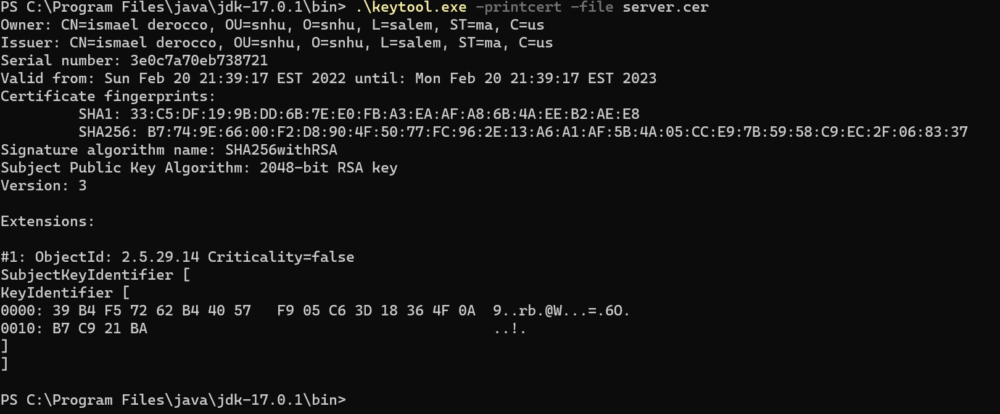 PS C:\Program Files\java\jdk-17.0.1\bin> .\keytool.exe -printcert -file server.cer
Owner: CN=ismael derocco, OU=snhu, O=snhu, L=salem, ST=ma, C=us
Issuer: CN=ismael derocco, OU=snhu, O=snhu, L=salem, ST=ma, C=us
Serial number: 3e0c7a70eb738721
Valid from: Sun Feb 20 21:39:17 EST 2022 until: Mon Feb 20 21:39:17 EST 2023
Certificate fingerprints:
         SHA1: 33:C5:DF:19:9B:DD:6B:7E:E0:FB:A3:EA:AF:A8:6B:4A:EE:B2:AE:E8
         SHA256: B7:74:9E:66:00:F2:D8:90:4F:50:77:FC:96:2E:13:A6:A1:AF:5B:4A:05:CC:E9:7B:59:58:C9:EC:2F:06:83:37
Signature algorithm name: SHA256withRSA
Subject Public Key Algorithm: 2048-bit RSA key
Version: 3

Extensions:

#1: ObjectId: 2.5.29.14 Criticality=false
SubjectKeyIdentifier [
KeyIdentifier [
0000: 39 B4 F5 72 62 B4 40 57   F9 05 C6 3D 18 36 4F 0A  9..rb.@W...=.6O.
0010: B7 C9 21 BA                                        ..!.
]
]

PS C:\Program Files\java\jdk-17.0.1\bin>